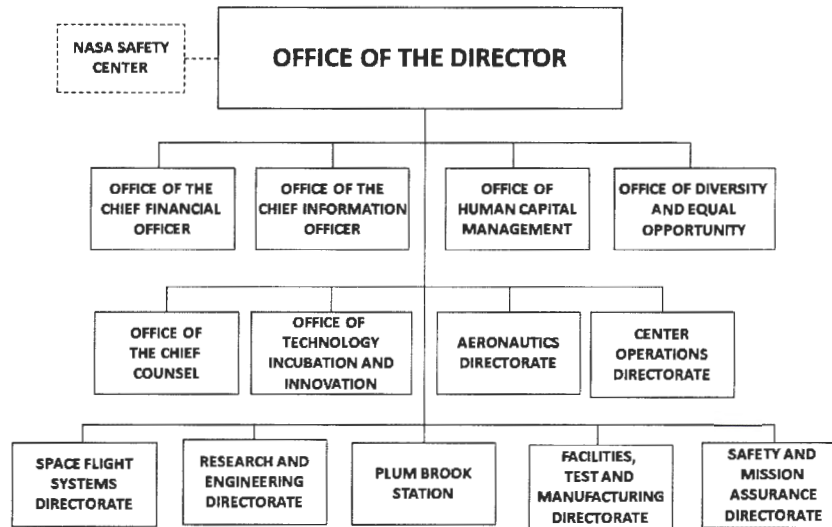 NASA SAFETY
CENTER
OFFICE OF THE DIRECTOR
OFFICE OF THE
CHIEF FINANCIAL
OFFICER
OFFICE OF THE
CHIEF INFORMATION
OFFICER
OFFICE OF
HUMAN CAPITAL
MANAGEMENT
OFFICE OF DIVERSITY
AND EQUAL
OPPORTUNITY
OFFICE OF
THE CHIEF
COUNSEL
OFFICE OF
TECHNOLOGY
INCUBATION AND
INNOVATION
AERONAUTICS
DIRECTORATE
CENTER
OPERATIONS
DIRECTORATE
SPACE FLIGHT
SYSTEMS
DIRECTORATE
RESEARCH AND
ENGINEERING
DIRECTORATE
PLUM BROOK
STATION
FACILITIES,
TEST AND
MANUFACTURING
DIRECTORATE
SAFETY AND
MISSION
ASSURANCE
DIRECTORATE